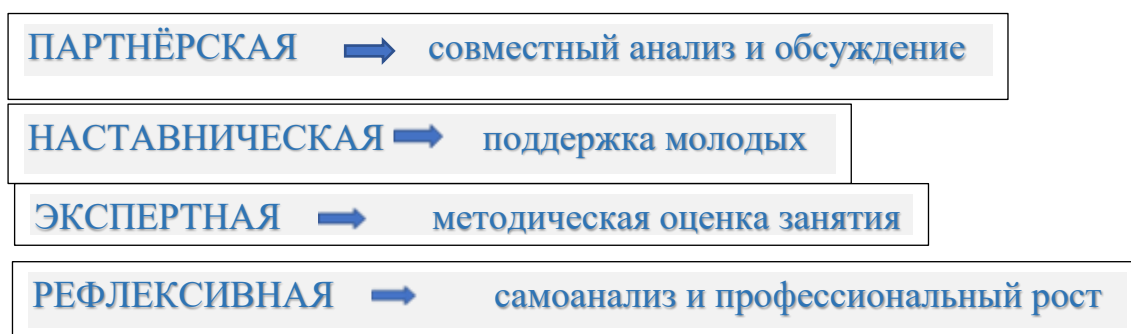 ПАРТНЁРСКАЯ совместный анализ и обсуждение
НАСТАВНИЧЕСКАЯ поддержка молодых
ЭКСПЕРТНАЯ методическая оценка занятия
РЕФЛЕКСИВНАЯ самоанализ и профессиональный рост